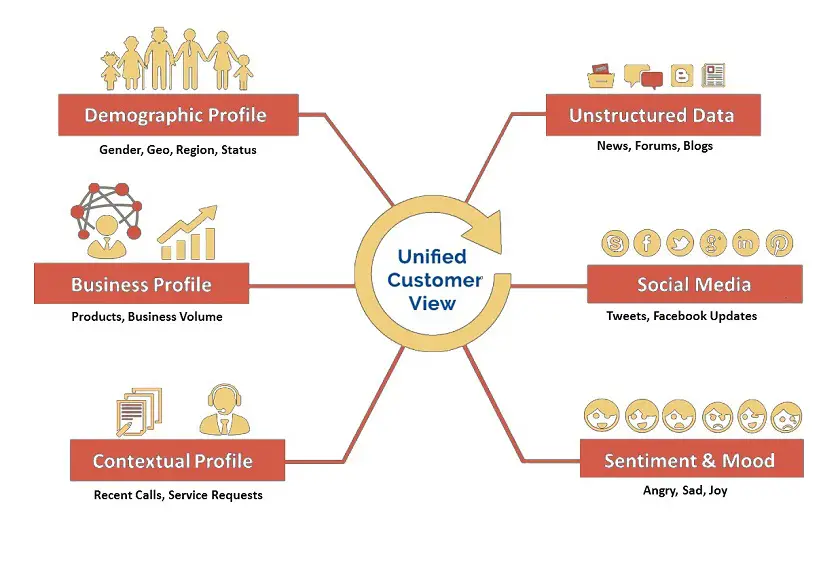 Demographic Profile
Gender, Geo, Region, Status
Unstructured Data
News, Forums, Blogs
Unified
Customer
View
Business Profile
Products, Business Volume
Social Media
Tweets, Facebook Updates
Contextual Profile
Recent Calls, Service Requests
Sentiment & Mood
Angry, Sad, Joy